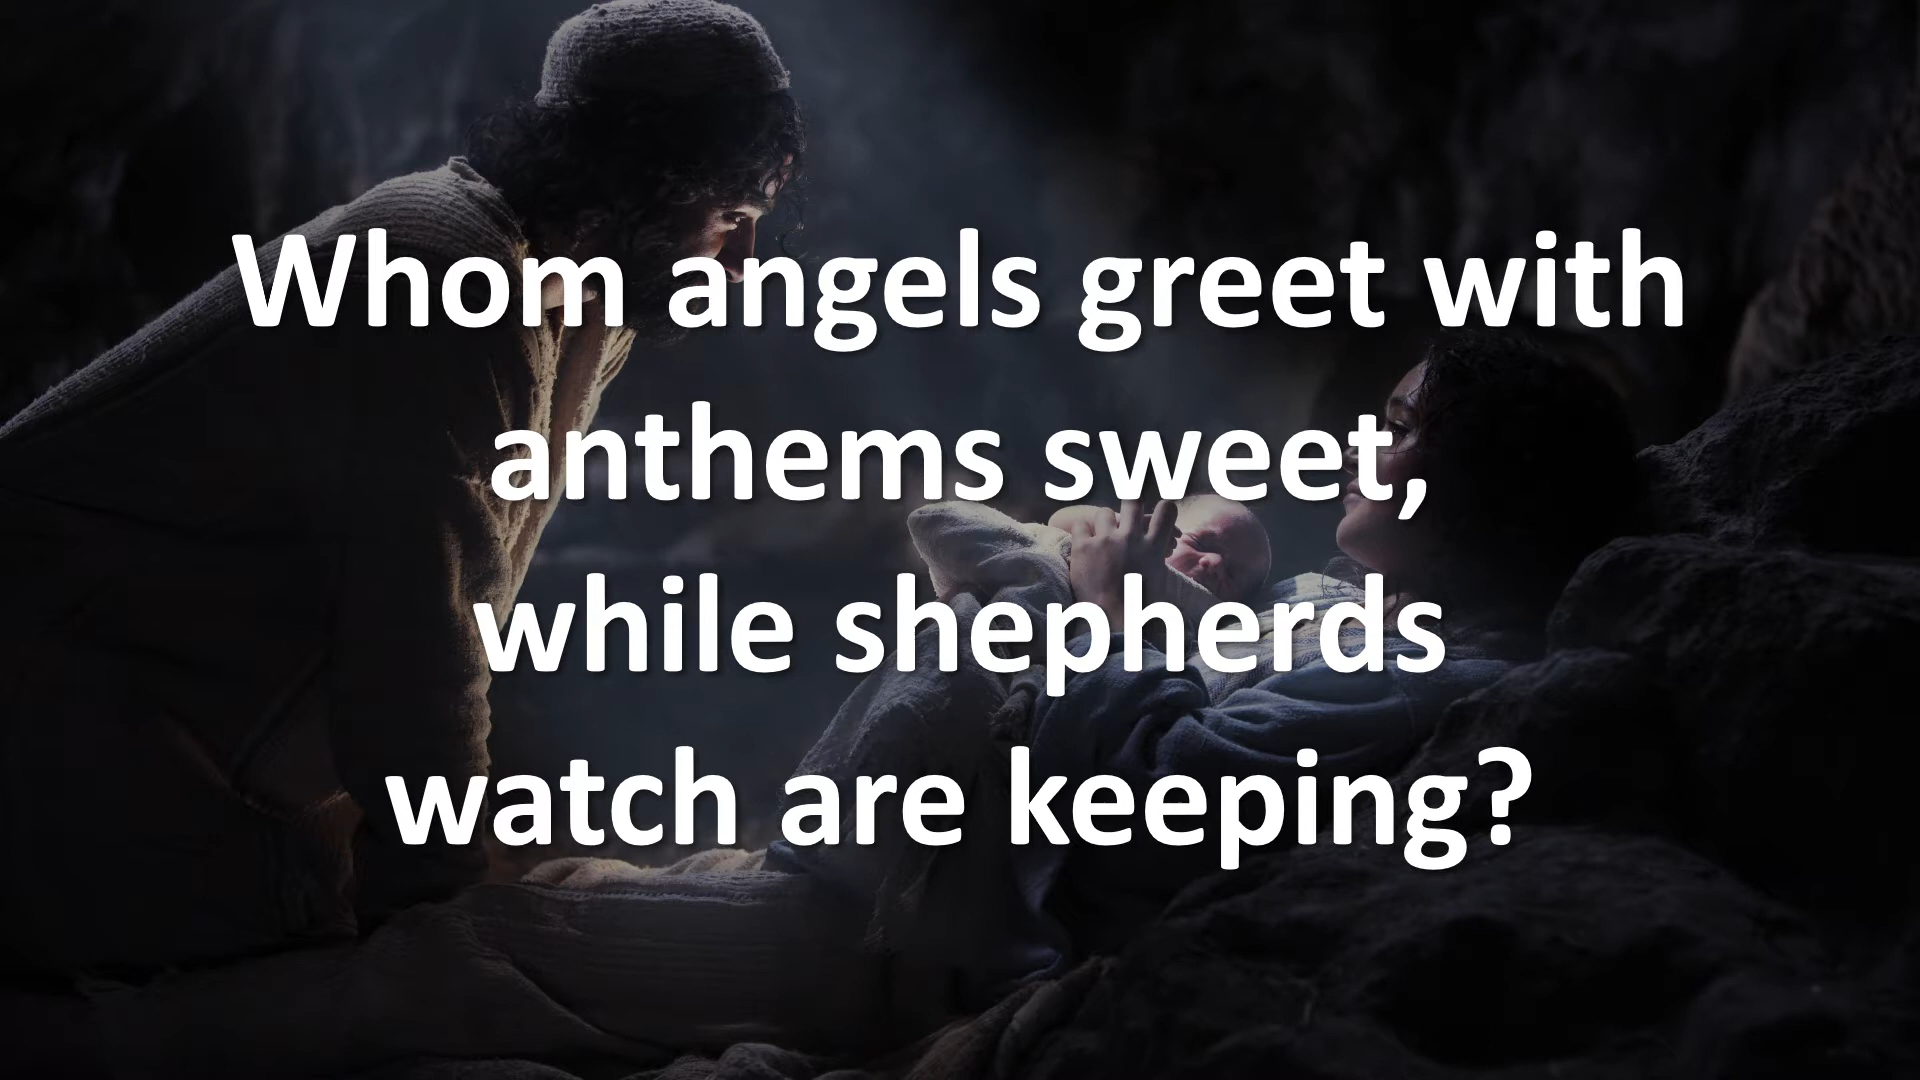 Whom angels greet with
anthems sweet,
while shepherds
watch are keeping?